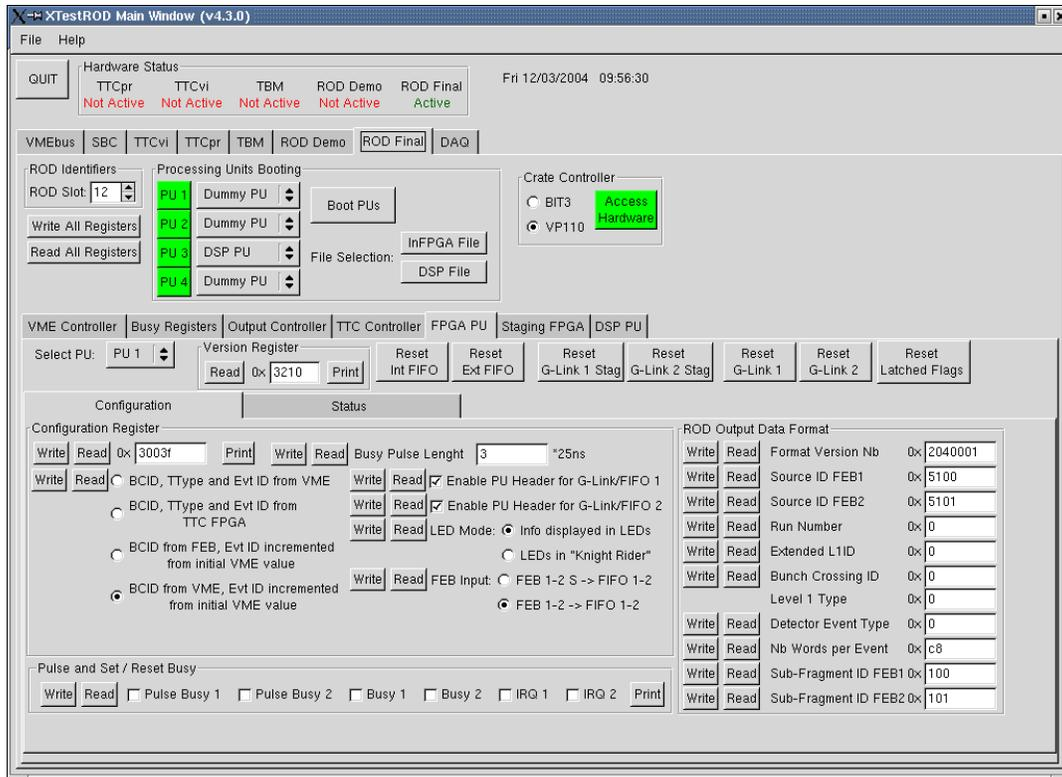 XTestROD Main Window (v4.3.0)
File Help
QUIT
Hardware Status
TTCpr TTCvi TBM ROD Demo ROD Final
Not Active Not Active Not Active Not Active Active
Fri 12/03/2004 09:56:30
VMEbus SBC TTCvi TTCpr TBM ROD Demo ROD Final DAQ
ROD Identifiers
ROD Slot: 12
Write All Registers
Read All Registers
Processing Units Booting
PU 1 Dummy PU
PU 2 Dummy PU
PU 3 DSP PU
PU 4 Dummy PU
Boot PUs
File Selection:
InFPGA File
DSP File
Crate Controller
BIT3
VP110
Access
Hardware
VME Controller Busy Registers Output Controller TTC Controller FPGA PU Staging FPGA DSP PU
Select PU: PU 1
Version Register
Read 0x 3210 Print
Reset
Int FIFO
Reset
Ext FIFO
Reset
G-Link 1 Stag
Reset
G-Link 2 Stag
Reset
G-Link 1
Reset
G-Link 2
Reset
Latched Flags
Configuration Status
Configuration Register
Write Read 0x 3003f Print Write Read Busy Pulse Lenght 3 *25ns
Write Read BCID, TType and Evt ID from VME
BCID, TType and Evt ID from
TTC FPGA
BCID from FEB, Evt ID incremented
from initial VME value
BCID from VME, Evt ID incremented
from initial VME value
Write Read Enable PU Header for G-Link/FIFO 1
Write Read Enable PU Header for G-Link/FIFO 2
Write Read LED Mode: Info displayed in LEDs
LEDs in "Knight Rider"
Write Read FEB Input: FEB 1-2 S -> FIFO 1-2
FEB 1-2 -> FIFO 1-2
Pulse and Set / Reset Busy
Write Read Pulse Busy 1 Pulse Busy 2 Busy 1 Busy 2 IRQ 1 IRQ 2 Print
ROD Output Data Format
Write Read Format Version Nb 0x 2040001
Write Read Source ID FEB1 0x 5100
Write Read Source ID FEB2 0x 5101
Write Read Run Number 0x 0
Write Read Extended L1ID 0x 0
Write Read Bunch Crossing ID 0x 0
Level 1 Type 0x 0
Write Read Detector Event Type 0x 0
Write Read Nb Words per Event 0x c8
Write Read Sub-Fragment ID FEB1 0x 100
Write Read Sub-Fragment ID FEB2 0x 101